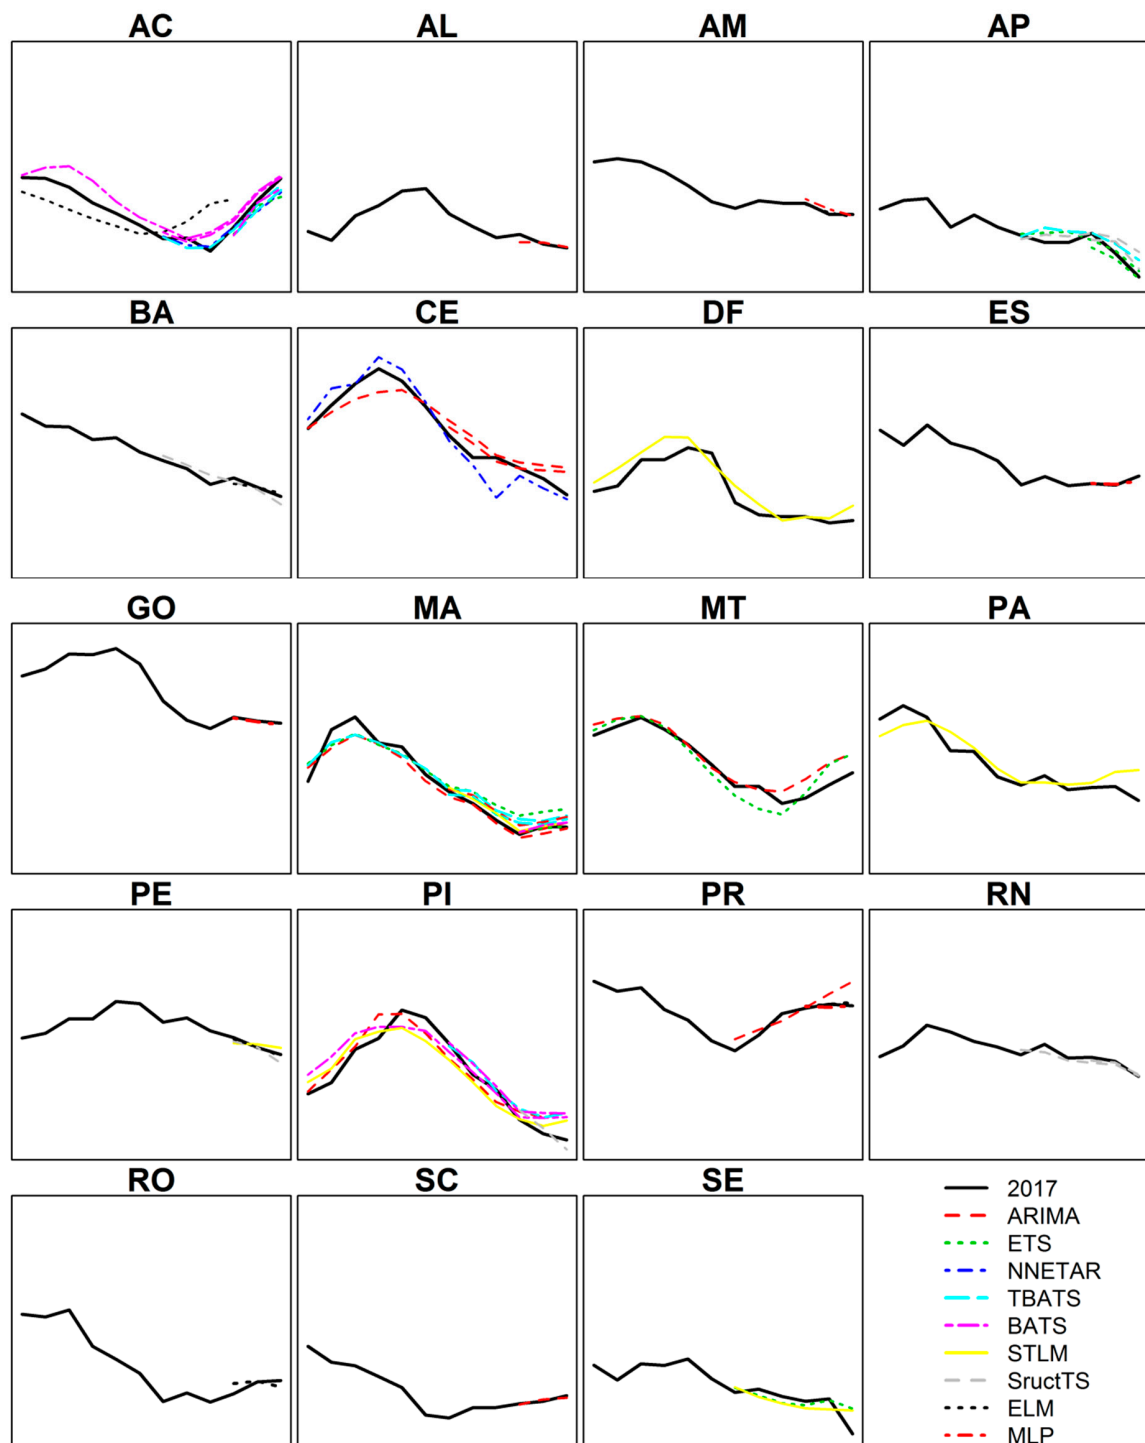 AC AL AM AP
BA CE DF ES
GO MA MT PA
PE PI PR RN
RO SC SE
2017
ARIMA
ETS
NNETAR
TBATS
BATS
STLM
SructTS
ELM
MLP